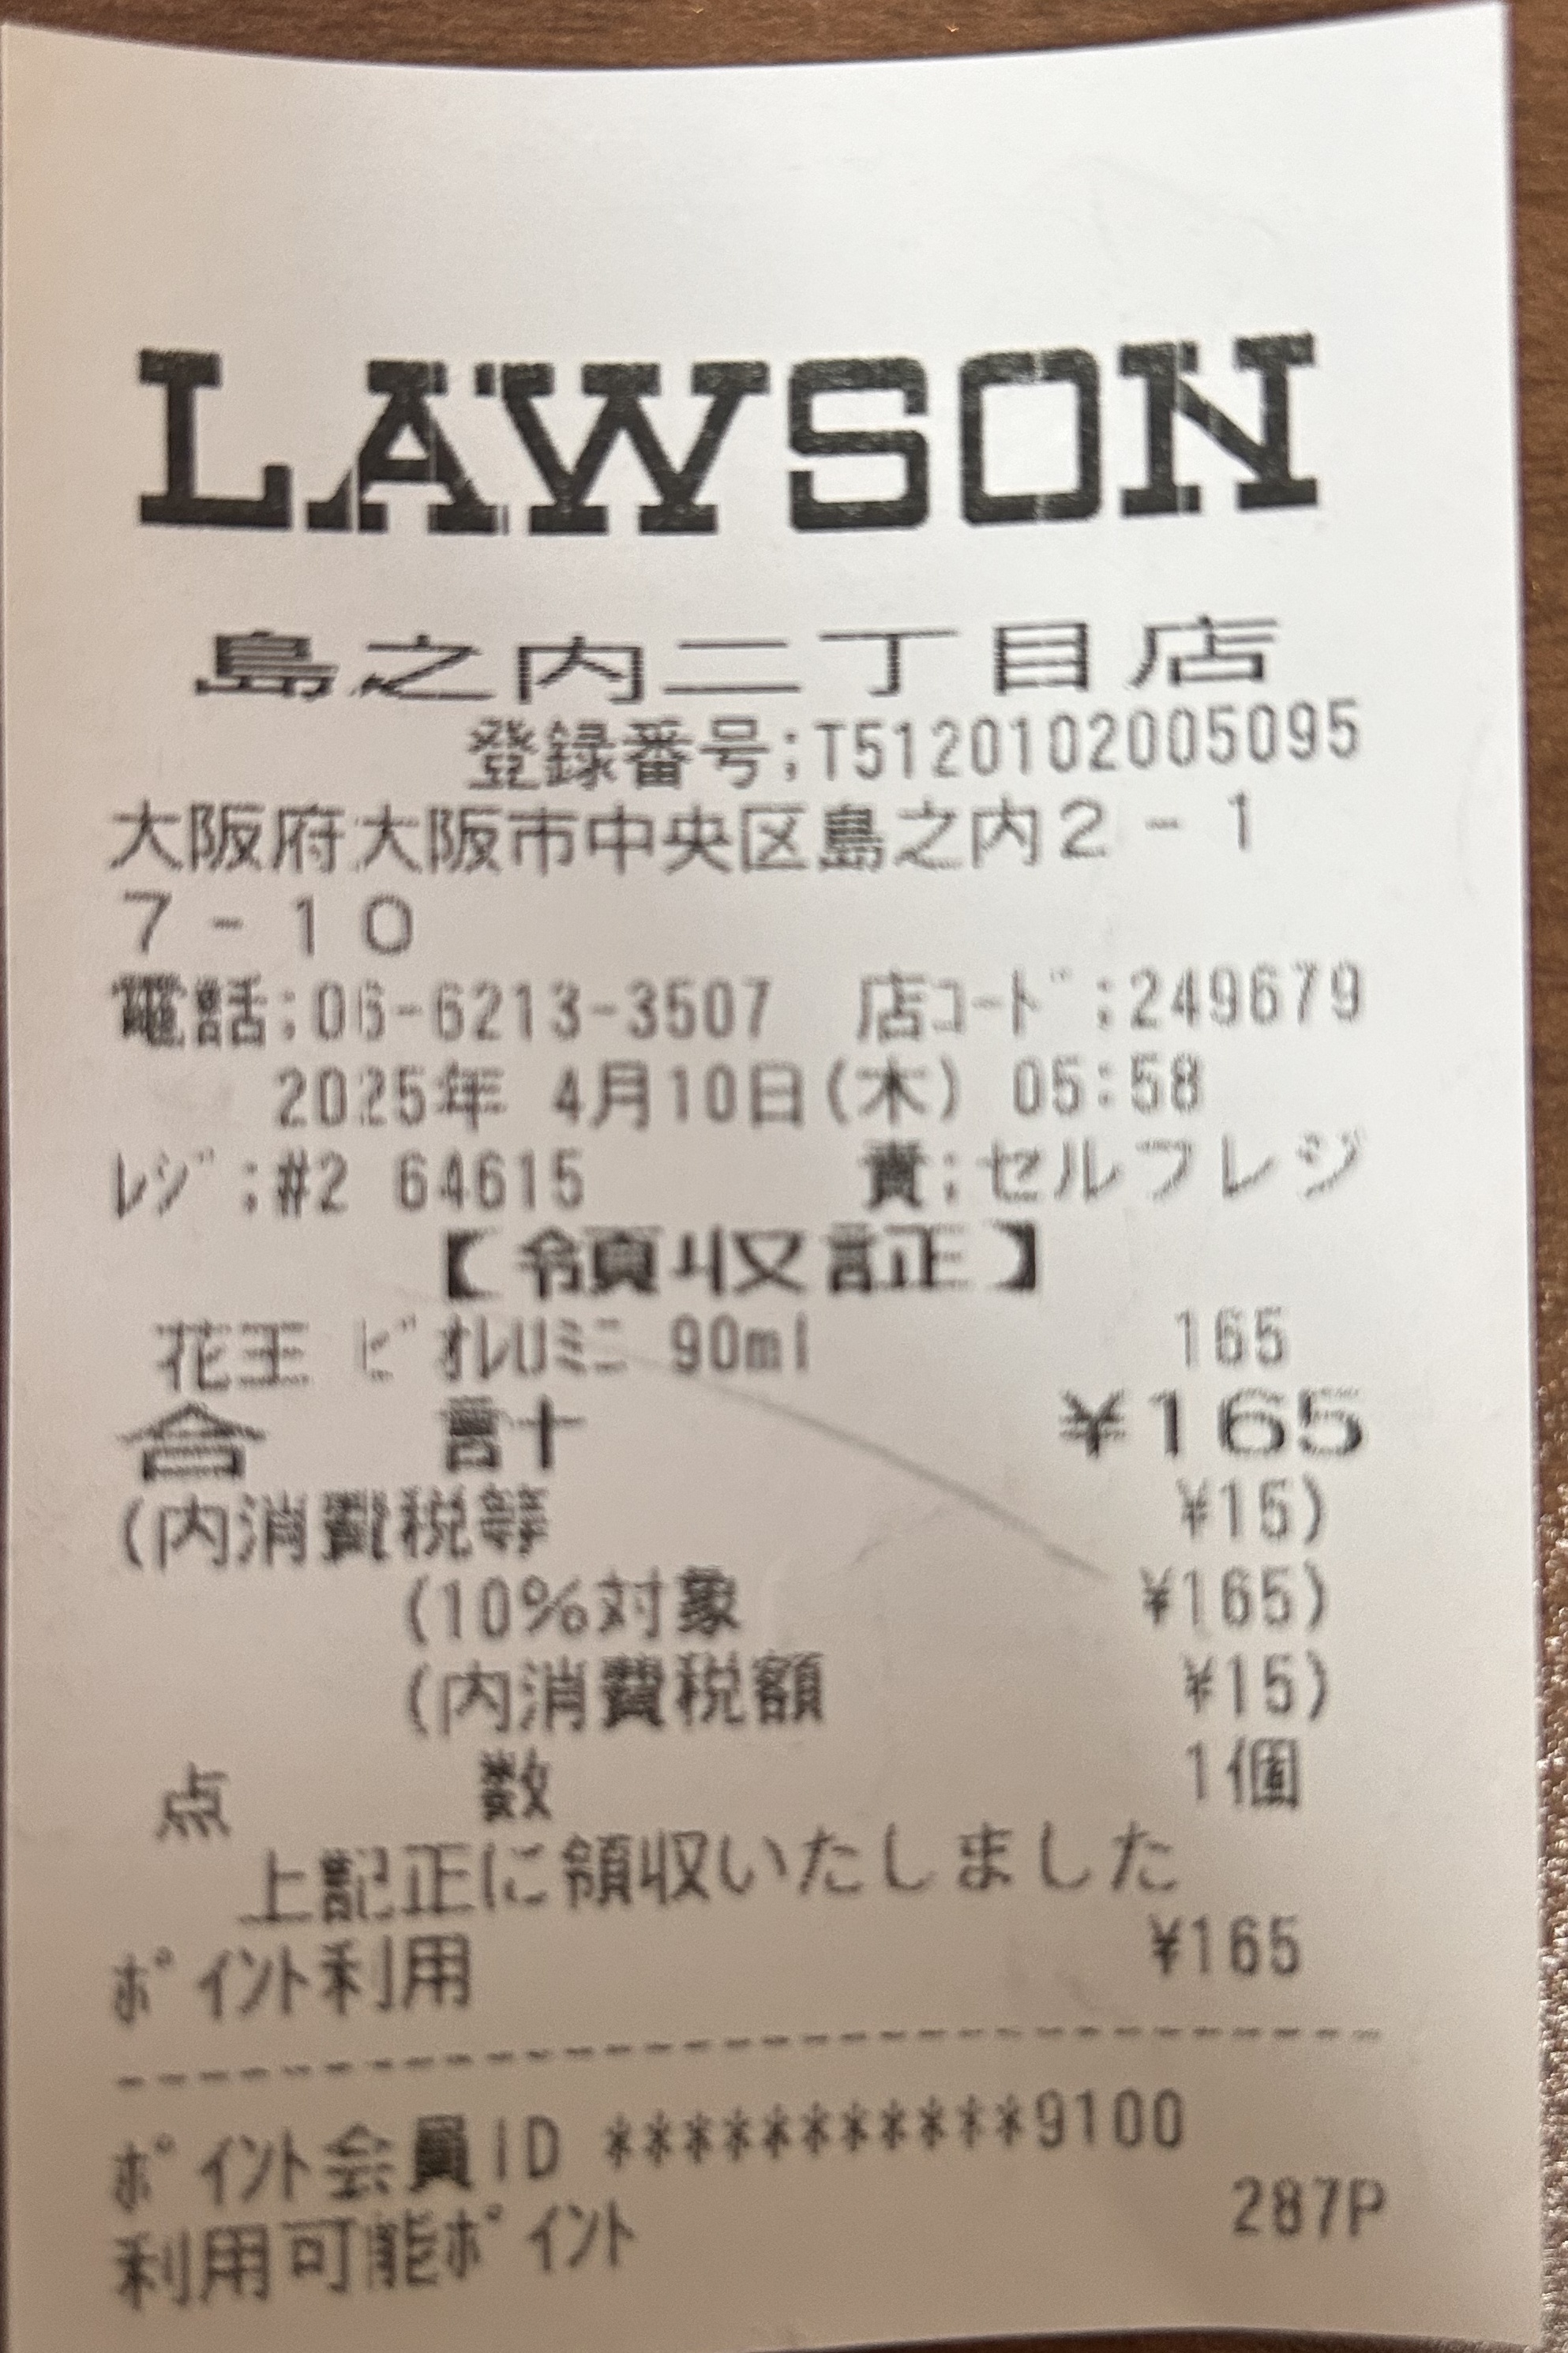 LAWSON
島之内二丁目店
登録番号;T5120102005095
大阪府大阪市中央区島之内2-1
7-10
電話:06-6213-3507 店ｺｰﾄﾞ:249679
2025年 4月10日(木) 05:58
ﾚｼﾞ:#2 64615 責:セルフレジ
【領収証】
花王 ﾋﾞｵﾚUﾐﾆ 90ml 165
合 計 ¥165
(内消費税等 ¥15)
(10%対象 ¥165)
(内消費税額 ¥15)
点 数 1個
上記正に領収いたしました
ﾎﾟｲﾝﾄ利用 ¥165
ﾎﾟｲﾝﾄ会員ID ***********9100
利用可能ﾎﾟｲﾝﾄ 287P